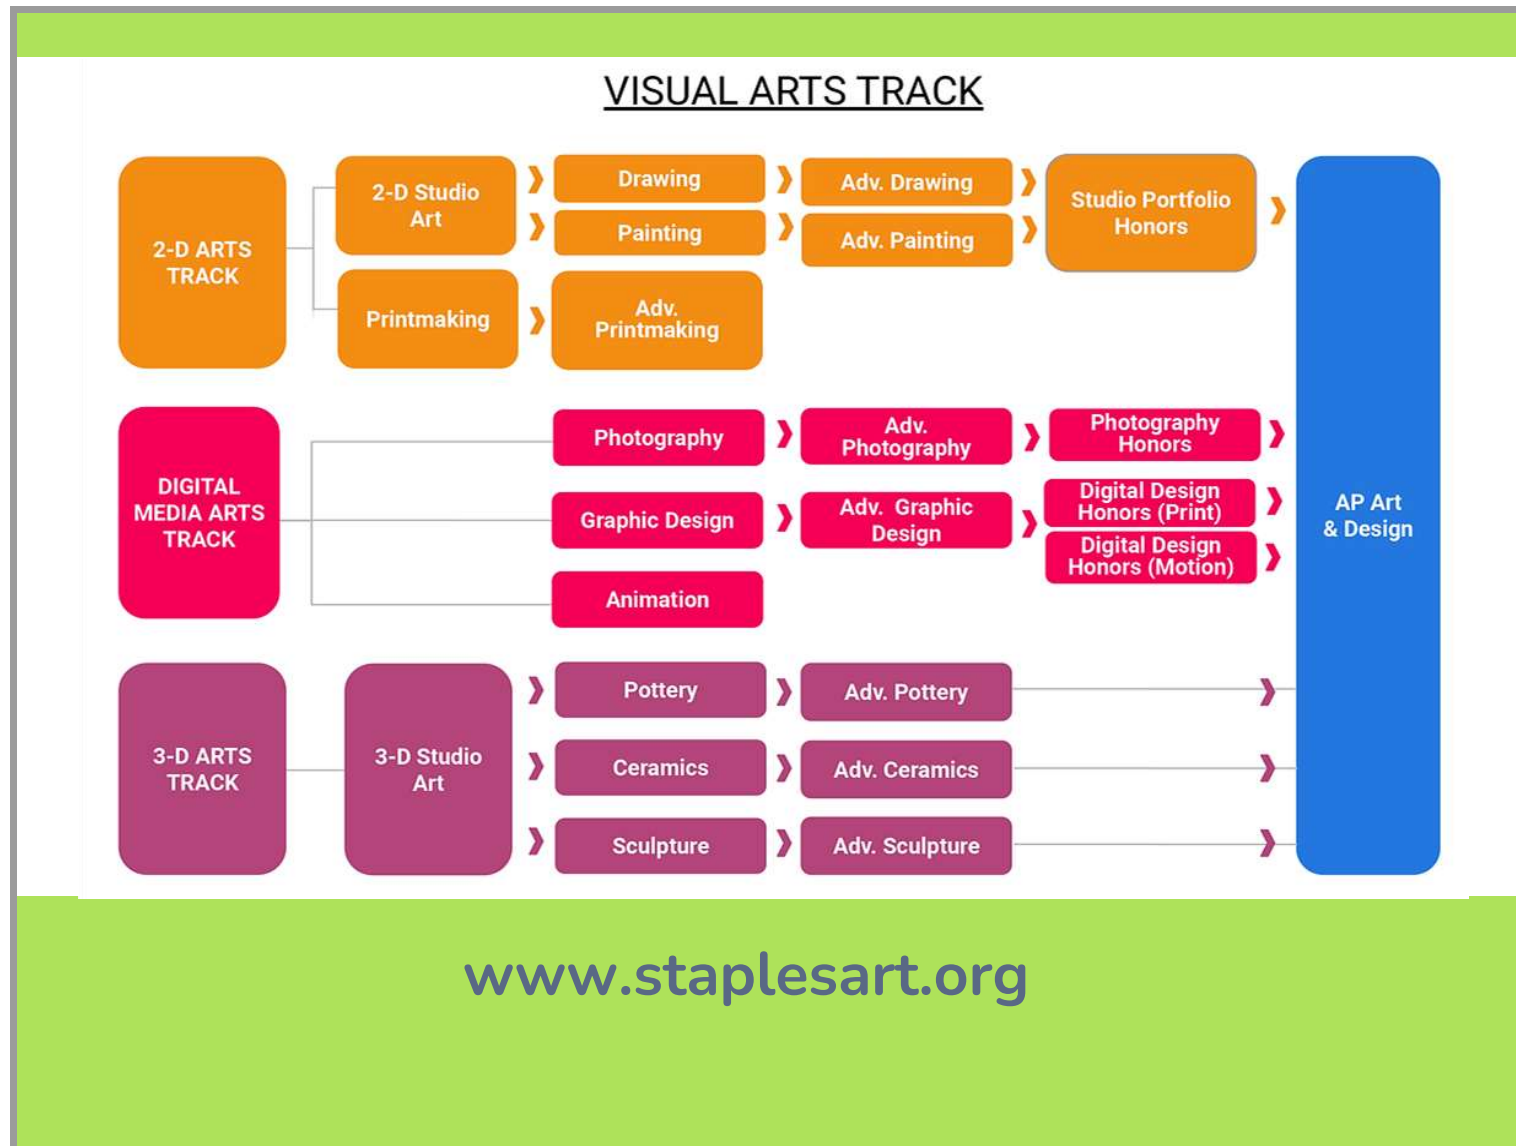 VISUAL ARTS TRACK
2-D ARTS
TRACK
2-D Studio
Art
Drawing
Adv. Drawing
Painting
Adv. Painting
Studio Portfolio
Honors
Printmaking
Adv.
Printmaking
DIGITAL
MEDIA ARTS
TRACK
Photography
Adv.
Photography
Photography
Honors
Graphic Design
Adv. Graphic
Design
Digital Design
Honors (Print)
Digital Design
Honors (Motion)
Animation
3-D ARTS
TRACK
3-D Studio
Art
Pottery
Adv. Pottery
Ceramics
Adv. Ceramics
Sculpture
Adv. Sculpture
AP Art
& Design
www.staplesart.org